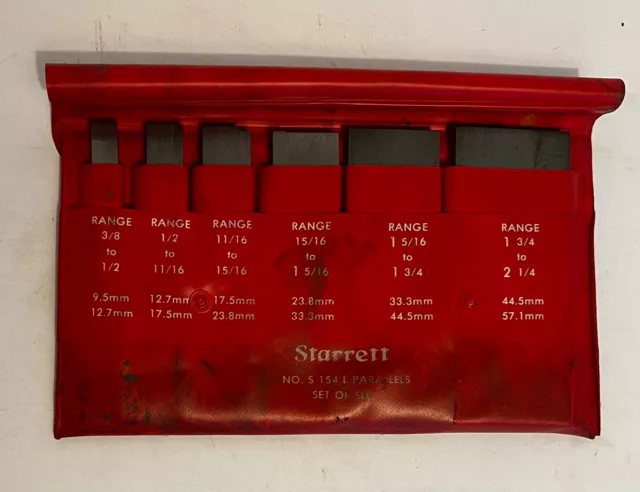 RANGE RANGE RANGE RANGE RANGE RANGE
3/8 1/2 11/16 15/16 1 5/16 1 3/4
to to to to to to
1/2 11/16 15/16 1 5/16 1 3/4 2 1/4
9.5mm 12.7mm 17.5mm 23.8mm 33.3mm 44.5mm
12.7mm 17.5mm 23.8mm 33.3mm 44.5mm 57.1mm
Starrett
NO. S 154 L PARALLELS
SET OF SIX